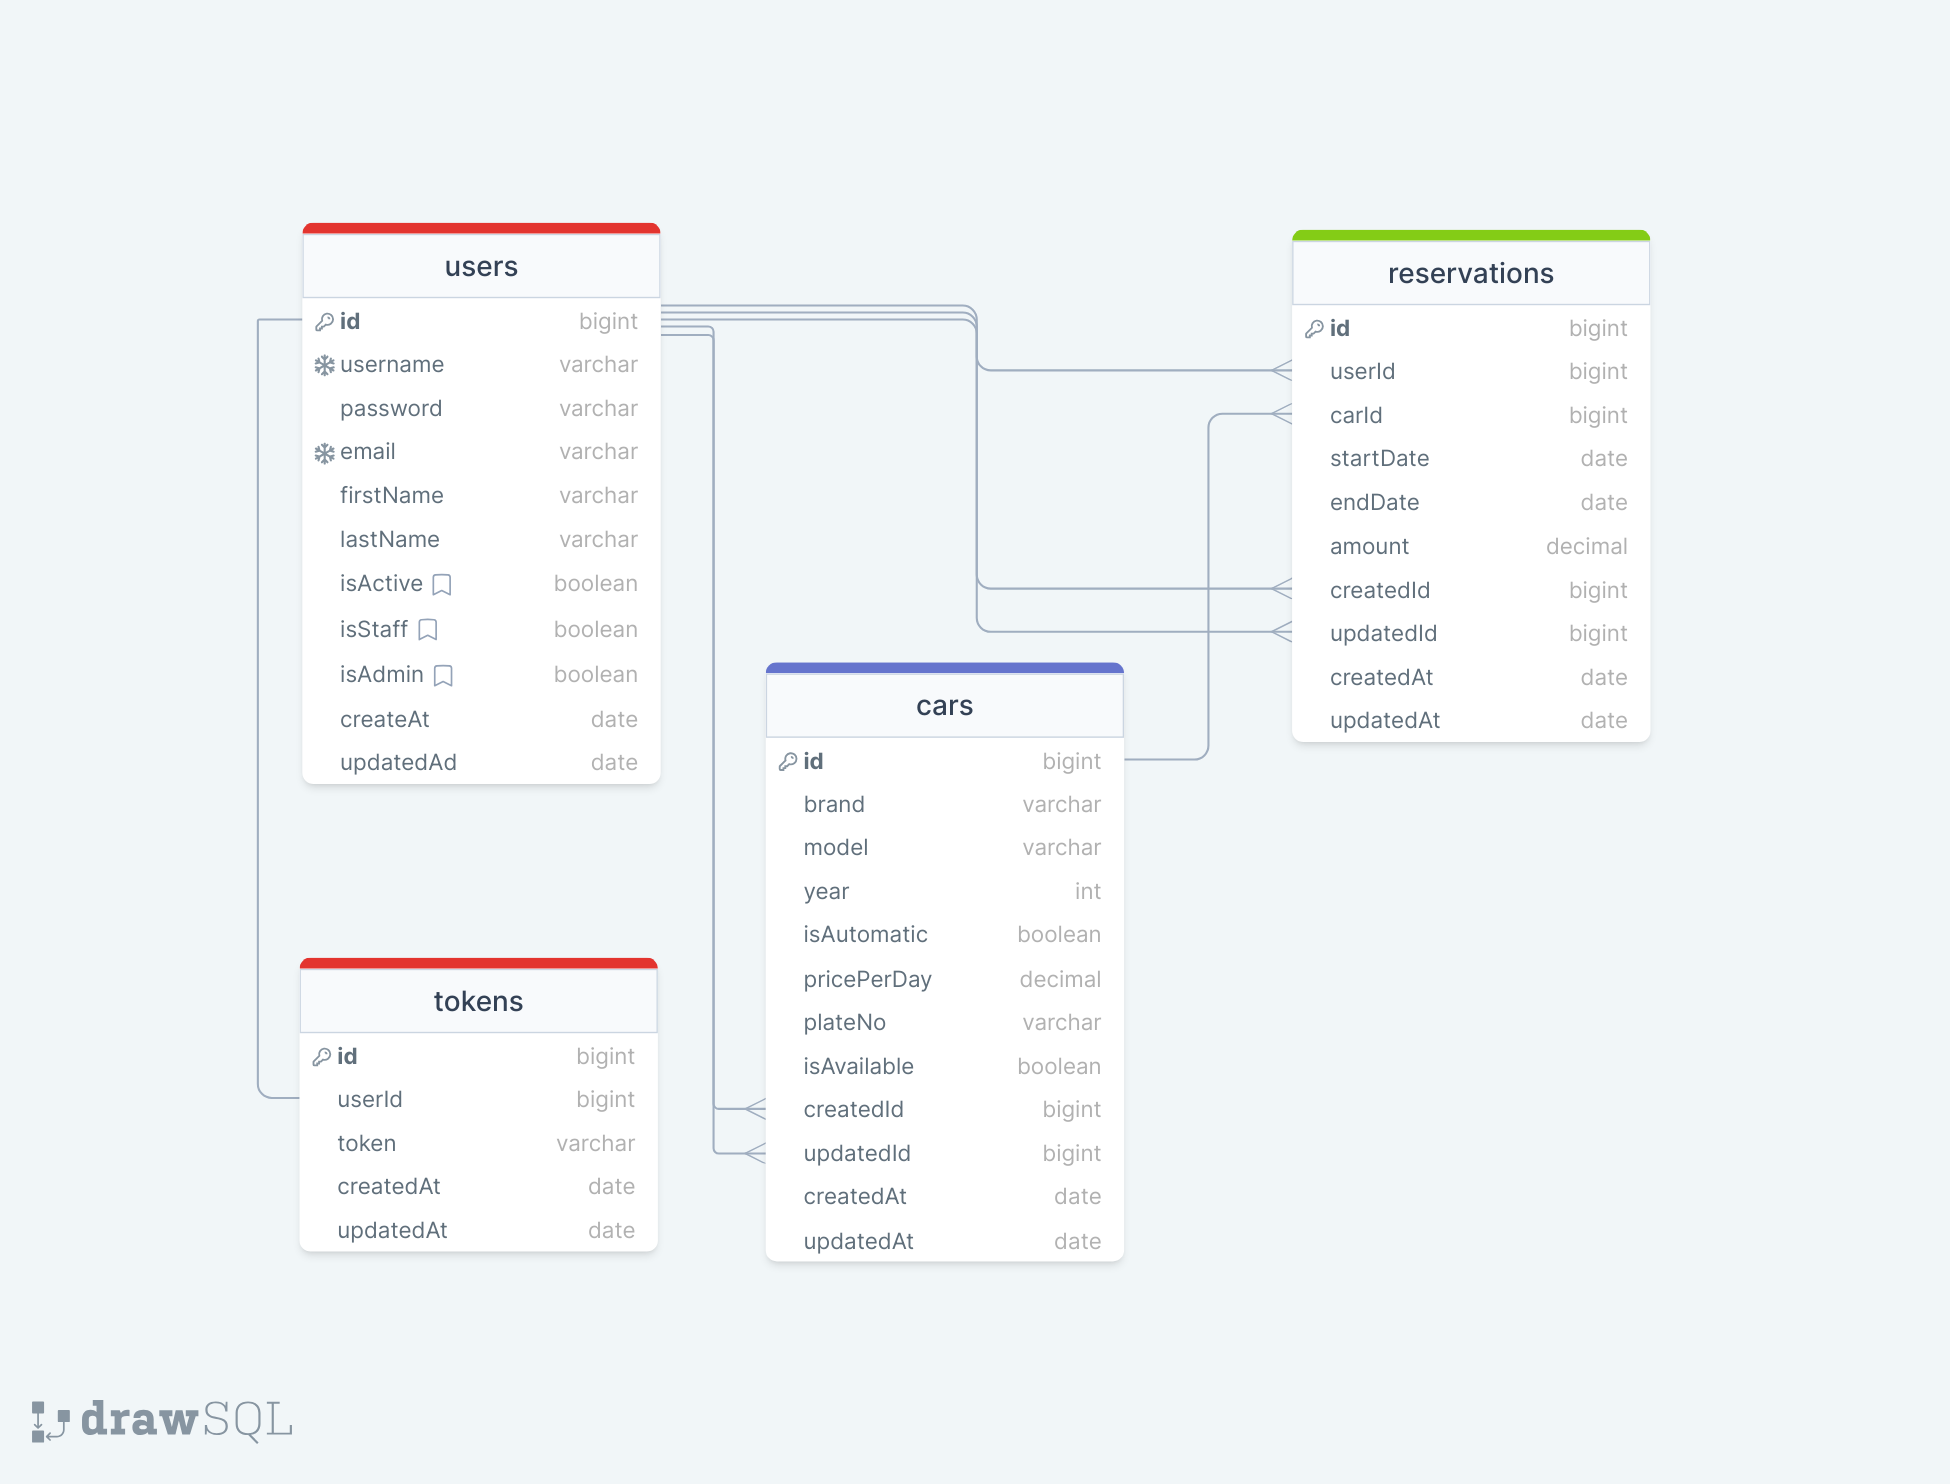 users
id bigint
username varchar
password varchar
email varchar
firstName varchar
lastName varchar
isActive boolean
isStaff boolean
isAdmin boolean
createAt date
updatedAd date
reservations
id bigint
userId bigint
carId bigint
startDate date
endDate date
amount decimal
createdId bigint
updatedId bigint
createdAt date
updatedAt date
cars
id bigint
brand varchar
model varchar
year int
isAutomatic boolean
pricePerDay decimal
plateNo varchar
isAvailable boolean
createdId bigint
updatedId bigint
createdAt date
updatedAt date
tokens
id bigint
userId bigint
token varchar
createdAt date
updatedAt date
drawSQL